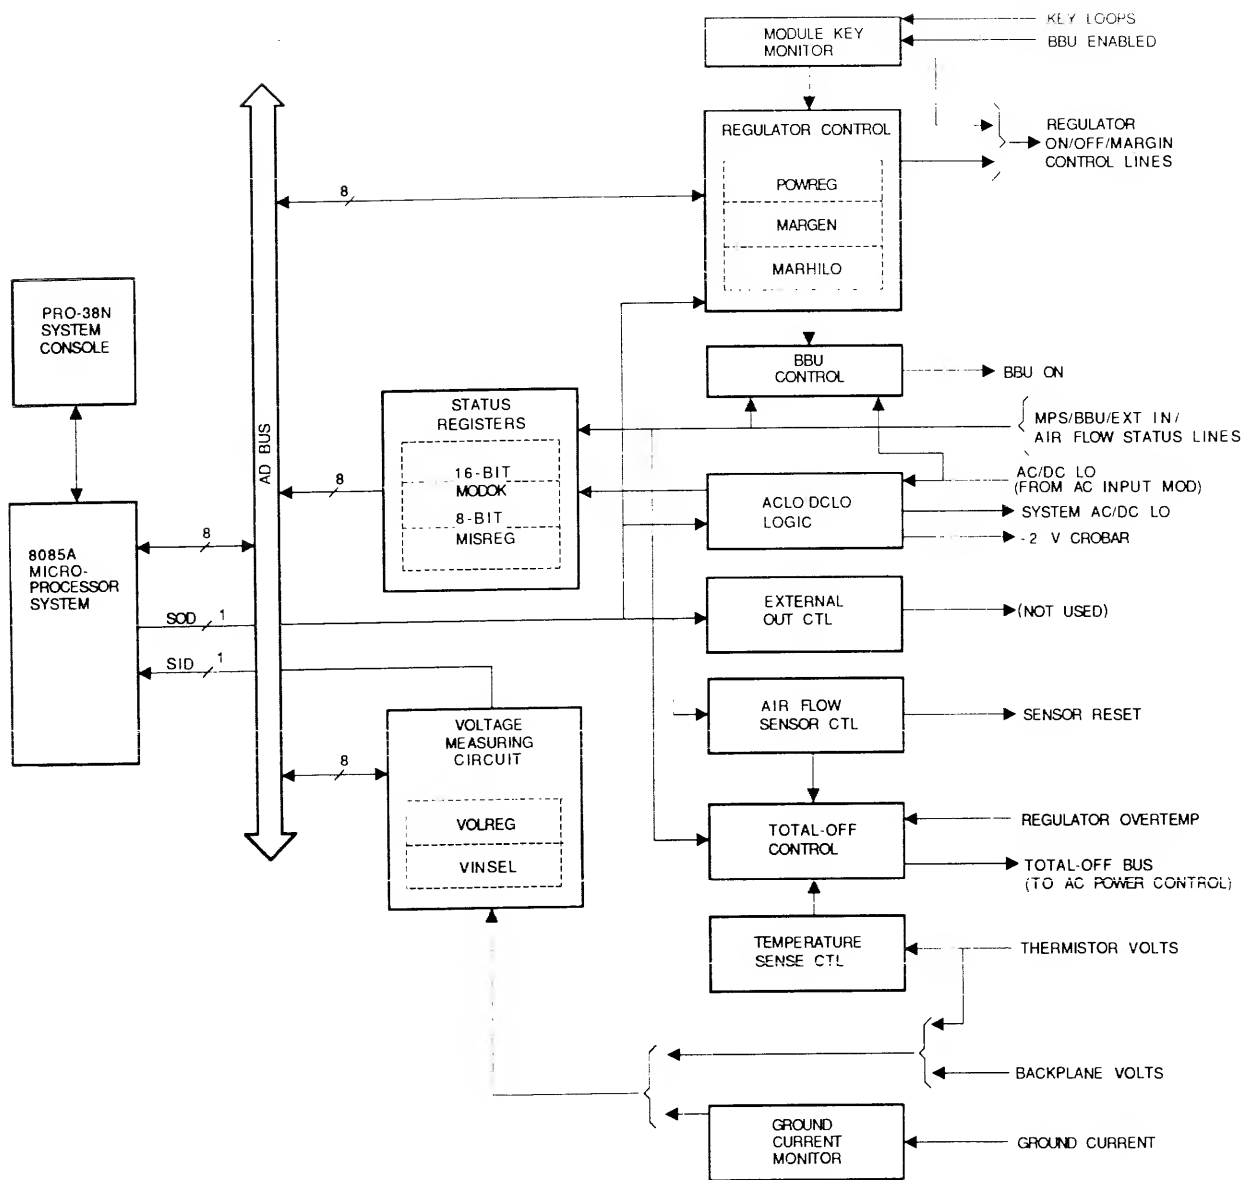 KEY LOOPS
MODULE KEY
MONITOR
BBU ENABLED
REGULATOR CONTROL
POWREG
MARGEN
MARHILO
REGULATOR
ON/OFF/MARGIN
CONTROL LINES
8
PRO-38N
SYSTEM
CONSOLE
AD BUS
BBU
CONTROL
BBU ON
STATUS
REGISTERS
16-BIT
MODOK
8-BIT
MISREG
8
MPS/BBU/EXT IN/
AIR FLOW STATUS LINES
AC/DC LO
(FROM AC INPUT MOD)
ACLO DCLO
LOGIC
SYSTEM AC/DC LO
-2 V CROBAR
8085A
MICRO-
PROCESSOR
SYSTEM
8
SOD
1
SID
1
EXTERNAL
OUT CTL
(NOT USED)
AIR FLOW
SENSOR CTL
SENSOR RESET
VOLTAGE
MEASURING
CIRCUIT
8
VOLREG
VINSEL
TOTAL-OFF
CONTROL
REGULATOR OVERTEMP
TOTAL-OFF BUS
(TO AC POWER CONTROL)
TEMPERATURE
SENSE CTL
THERMISTOR VOLTS
BACKPLANE VOLTS
GROUND
CURRENT
MONITOR
GROUND CURRENT